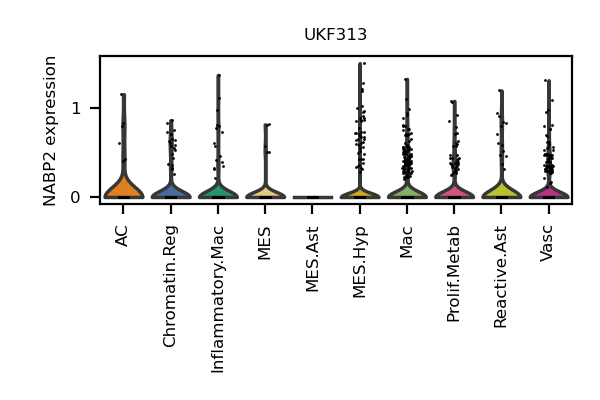 UKF313
NABP2 expression
1
0
AC
Chromatin.Reg
Inflammatory.Mac
MES
MES.Ast
MES.Hyp
Mac
Prolif.Metab
Reactive.Ast
Vasc